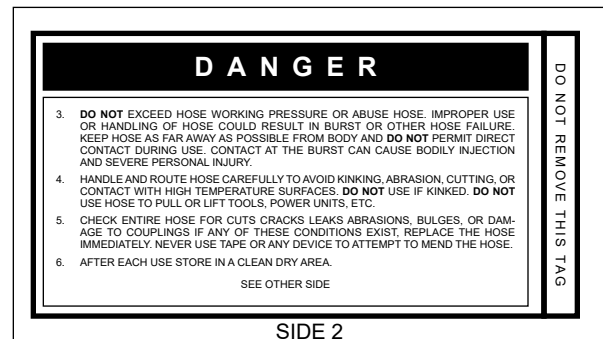 D A N G E R
3. DO NOT EXCEED HOSE WORKING PRESSURE OR ABUSE HOSE. IMPROPER USE
OR HANDLING OF HOSE COULD RESULT IN BURST OR OTHER HOSE FAILURE.
KEEP HOSE AS FAR AWAY AS POSSIBLE FROM BODY AND DO NOT PERMIT DIRECT
CONTACT DURING USE. CONTACT AT THE BURST CAN CAUSE BODILY INJECTION
AND SEVERE PERSONAL INJURY.
4. HANDLE AND ROUTE HOSE CAREFULLY TO AVOID KINKING, ABRASION, CUTTING, OR
CONTACT WITH HIGH TEMPERATURE SURFACES. DO NOT USE IF KINKED. DO NOT
USE HOSE TO PULL OR LIFT TOOLS, POWER UNITS, ETC.
5. CHECK ENTIRE HOSE FOR CUTS CRACKS LEAKS ABRASIONS, BULGES, OR DAM-
AGE TO COUPLINGS IF ANY OF THESE CONDITIONS EXIST, REPLACE THE HOSE
IMMEDIATELY. NEVER USE TAPE OR ANY DEVICE TO ATTEMPT TO MEND THE HOSE.
6. AFTER EACH USE STORE IN A CLEAN DRY AREA.
SEE OTHER SIDE
DO NOT REMOVE THIS TAG
SIDE 2